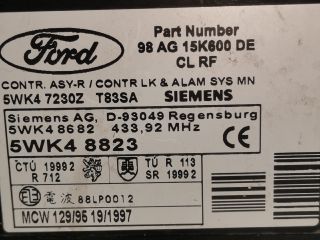 Ford
Part Number
98 AG 15K600 DE
CL RF
CONTR. ASY-R / CONTR LK & ALAM SYS MN
5WK4 7230Z T83SA SIEMENS
Siemens AG, D-93049 Regensburg
5WK4 8682 433,92 MHz
5WK4 8823
ČTÚ 1999 2 TÚ R 113
R 712 SR 1999 2
電波 88LP0012
MCW 129/95 19/1997